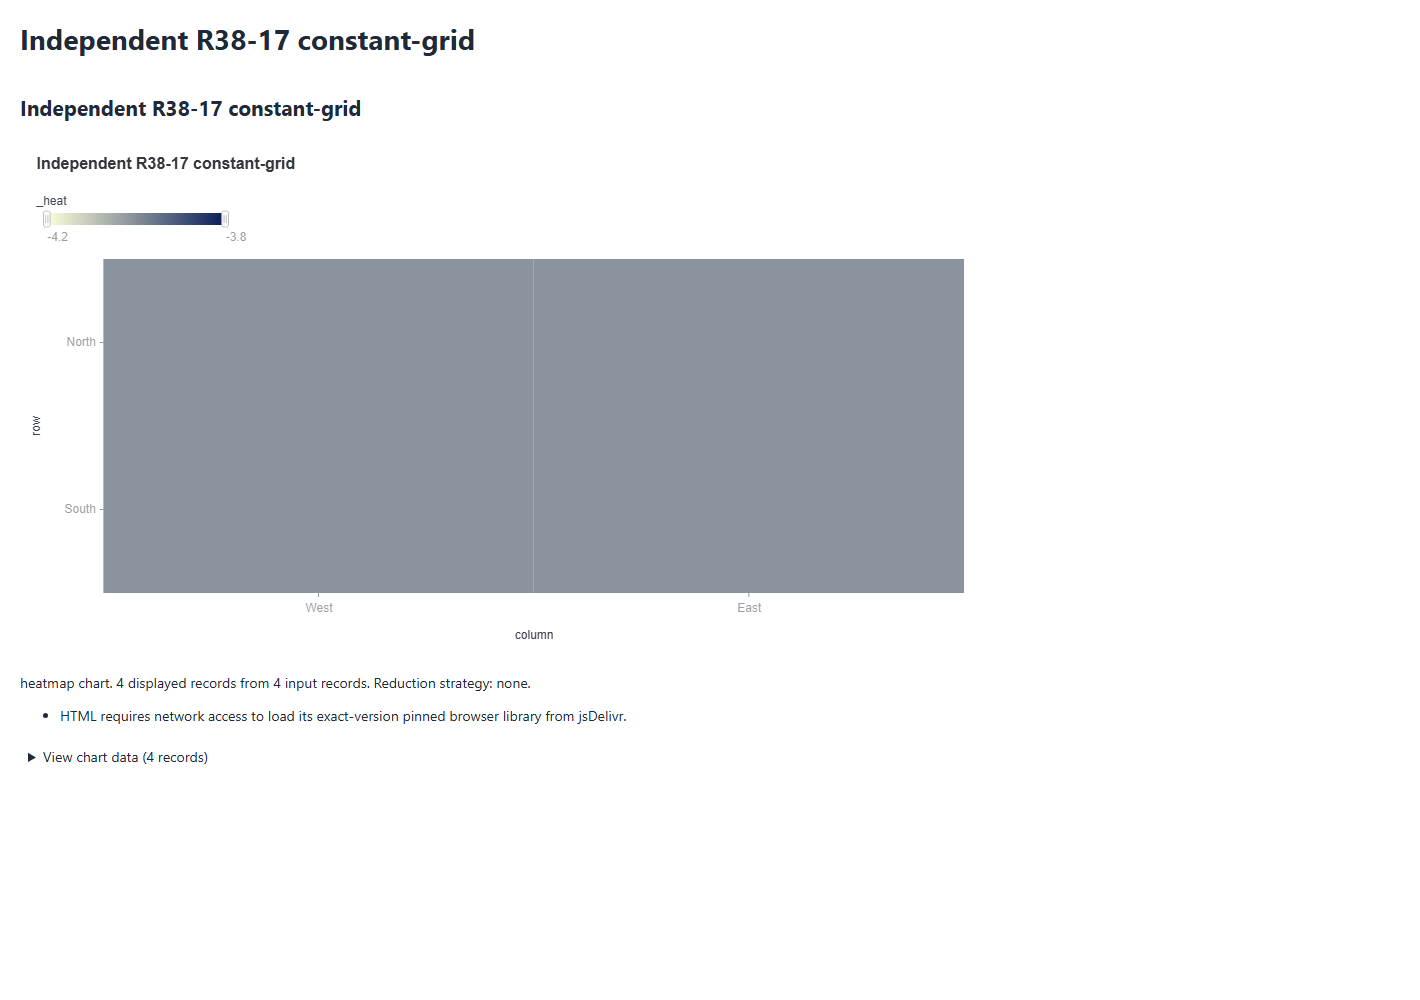 Independent R38-17 constant-grid
Independent R38-17 constant-grid
Independent R38-17 constant-grid
_heat
-4.2 -3.8
North
row
South
West East
column
heatmap chart. 4 displayed records from 4 input records. Reduction strategy: none.
HTML requires network access to load its exact-version pinned browser library from jsDelivr.
View chart data (4 records)